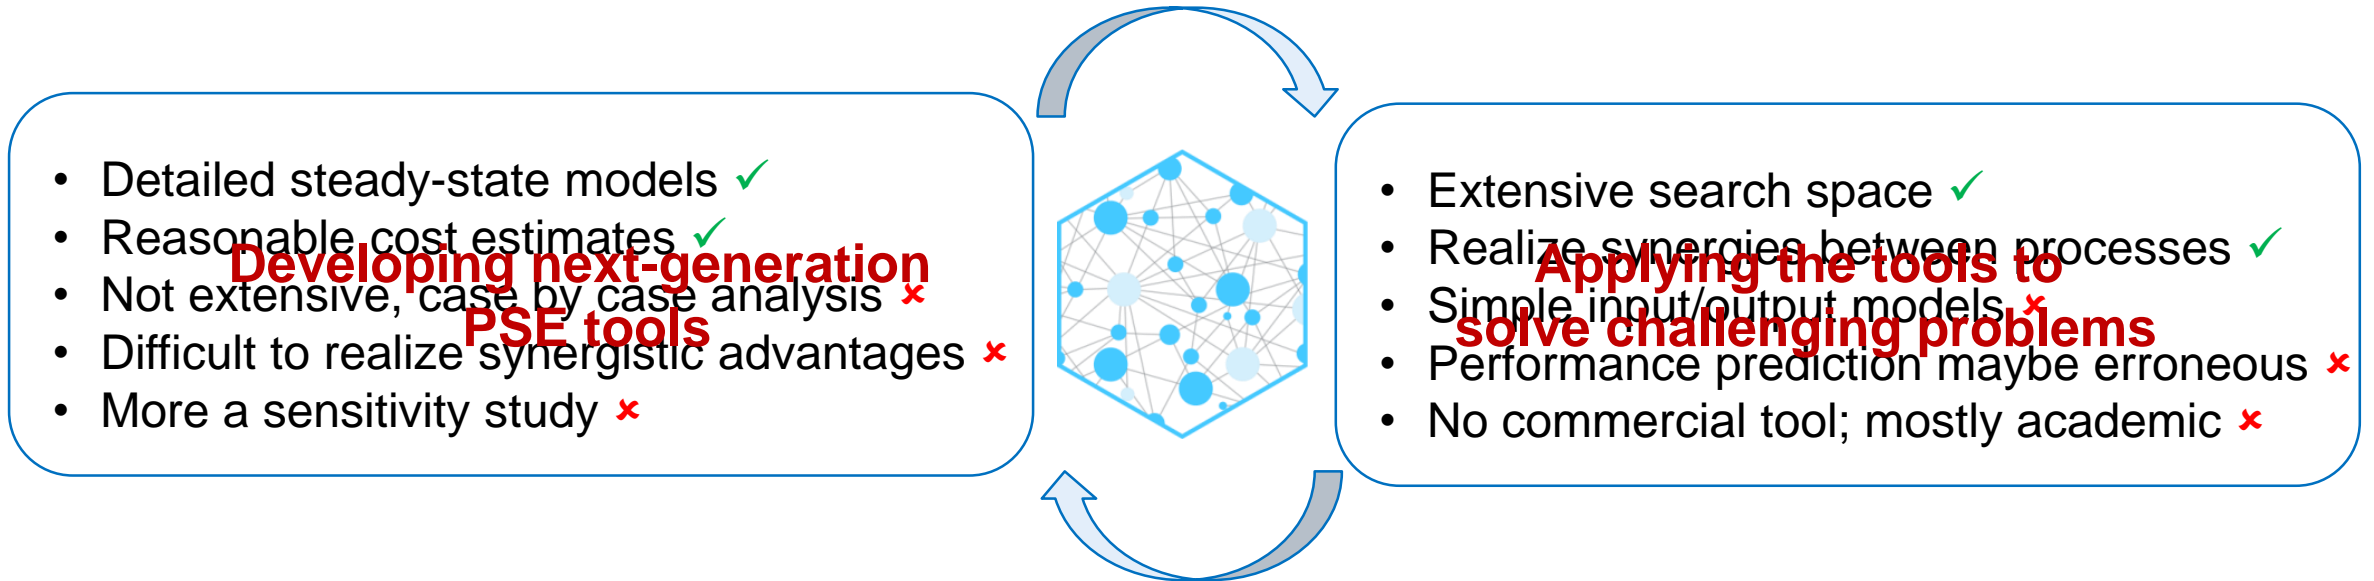 • Detailed steady-state models ✓
• Reasonable cost estimates ✓
• Not extensive, case by case analysis ✘
• Difficult to realize synergistic advantages ✘
• More a sensitivity study ✘
Developing next-generation
PSE tools
• Extensive search space ✓
• Realize synergies between processes ✓
• Simple input/output models ✘
• Performance prediction maybe erroneous ✘
• No commercial tool; mostly academic ✘
Applying the tools to
solve challenging problems